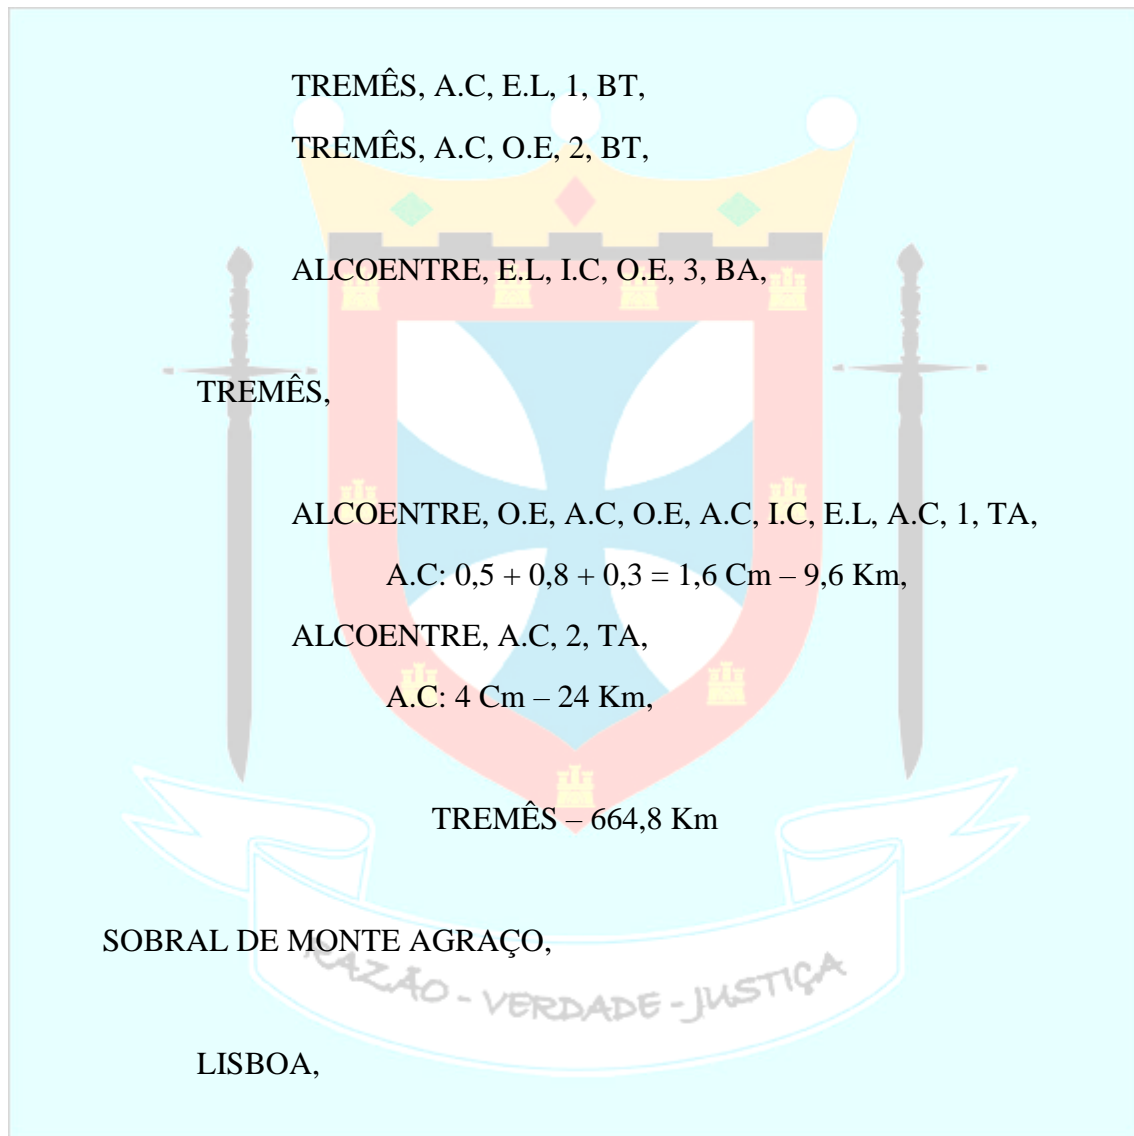 TREMÊS, A.C, E.L, 1, BT,
TREMÊS, A.C, O.E, 2, BT,
ALCOENTRE, E.L, I.C, O.E, 3, BA,
TREMÊS,
ALCOENTRE, O.E, A.C, O.E, A.C, I.C, E.L, A.C, 1, TA,
A.C: 0,5 + 0,8 + 0,3 = 1,6 Cm – 9,6 Km,
ALCOENTRE, A.C, 2, TA,
A.C: 4 Cm – 24 Km,
TREMÊS – 664,8 Km
SOBRAL DE MONTE AGRAÇO,
RAZÃO - VERDADE - JUSTIÇA
LISBOA,